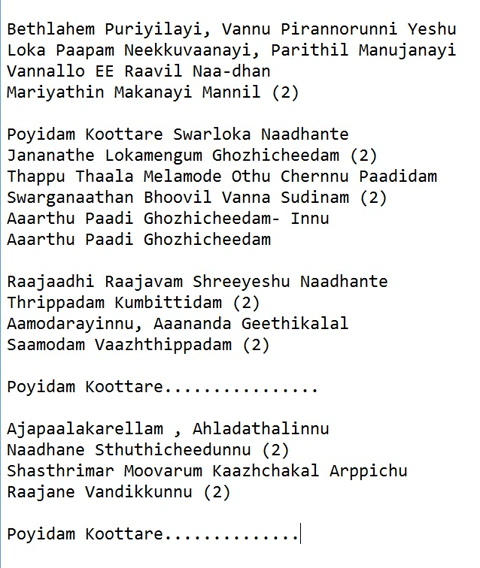 Bethlahem Puriyilayi, Vannu Pirannorunni Yeshu
Loka Paapam Neekkuvaanayi, Parithil Manujanayi
Vannallo EE Raavil Naa-dhan
Mariyathin Makanayi Mannil (2)
Poyidam Koottare Swarloka Naadhante
Jananathe Lokamengum Ghozhicheedam (2)
Thappu Thaala Melamode Othu Chernnu Paadidam
Swarganaathan Bhoovil Vanna Sudinam (2)
Aaarthu Paadi Ghozhicheedam- Innu
Aaarthu Paadi Ghozhicheedam
Raajaadhi Raajavam Shreeyeshu Naadhante
Thrippadam Kumbittidam (2)
Aamodarayinnu, Aaananda Geethikalal
Saamodam Vaazhthippadam (2)
Poyidam Koottare................
Ajapaalakarellam , Ahladathalinnu
Naadhane Sthuthicheedunnu (2)
Shasthrimar Moovarum Kaazhchakal Arppichu
Raajane Vandikkunnu (2)
Poyidam Koottare..............